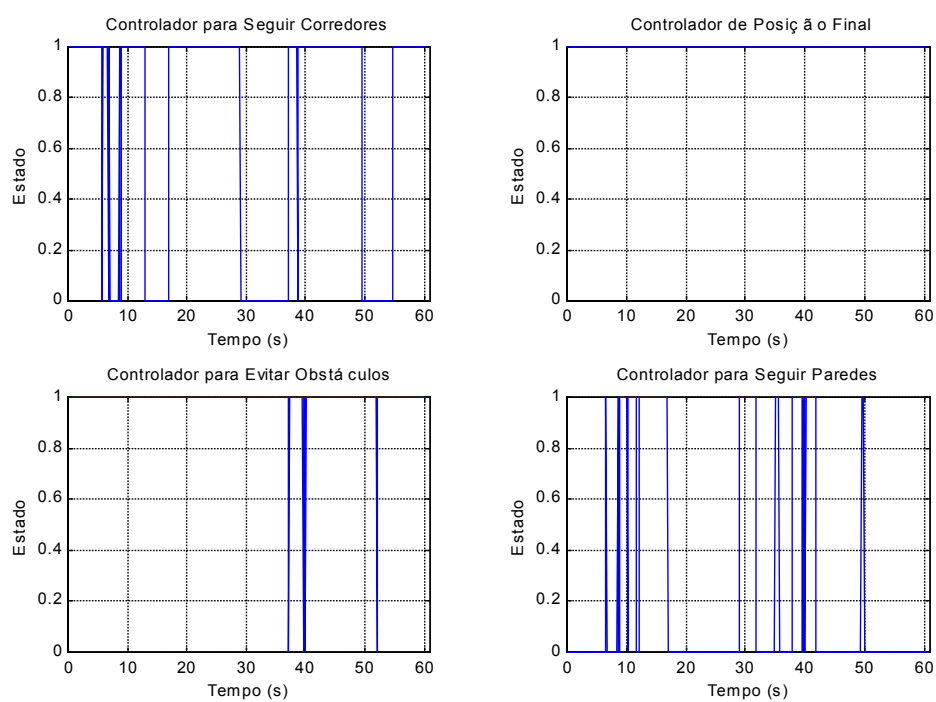 Controlador para Seguir Corredores
1
0.8
0.6
0.4
0.2
0
Estado
0 10 20 30 40 50 60
Tempo (s)
Controlador de Posiç ã o Final
1
0.8
0.6
0.4
0.2
0
Estado
0 10 20 30 40 50 60
Tempo (s)
Controlador para Evitar Obstá culos
1
0.8
0.6
0.4
0.2
0
Estado
0 10 20 30 40 50 60
Tempo (s)
Controlador para Seguir Paredes
1
0.8
0.6
0.4
0.2
0
Estado
0 10 20 30 40 50 60
Tempo (s)